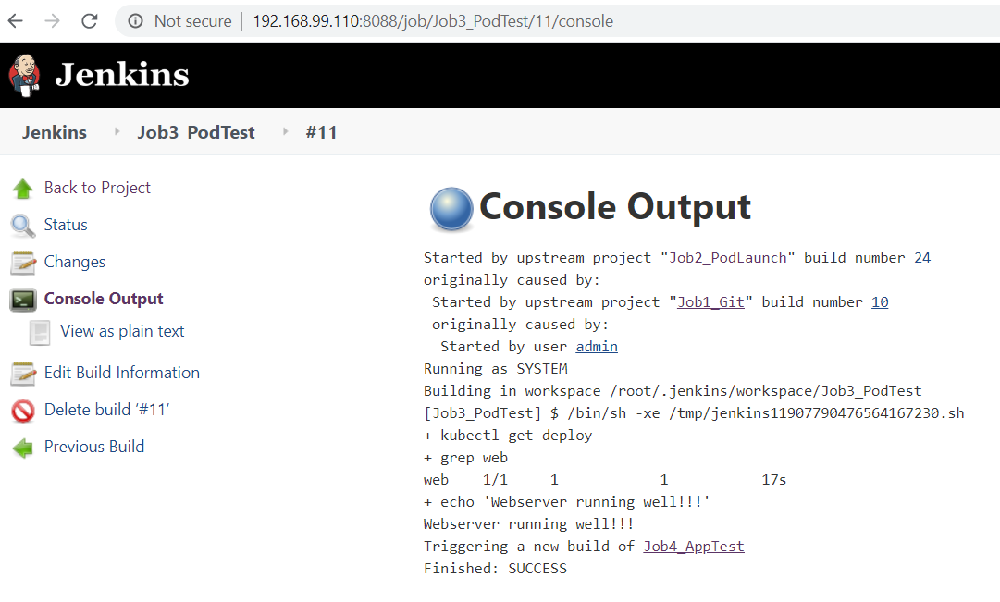 Not secure | 192.168.99.110:8088/job/Job3_PodTest/11/console
Jenkins
Jenkins Job3_PodTest #11
Back to Project
Status
Changes
Console Output
View as plain text
Edit Build Information
Delete build ‘#11’
Previous Build
Console Output
Started by upstream project "Job2_PodLaunch" build number 24
originally caused by:
Started by upstream project "Job1_Git" build number 10
originally caused by:
Started by user admin
Running as SYSTEM
Building in workspace /root/.jenkins/workspace/Job3_PodTest
[Job3_PodTest] $ /bin/sh -xe /tmp/jenkins11907790476564167230.sh
+ kubectl get deploy
+ grep web
web 1/1 1 1 17s
+ echo 'Webserver running well!!!'
Webserver running well!!!
Triggering a new build of Job4_AppTest
Finished: SUCCESS